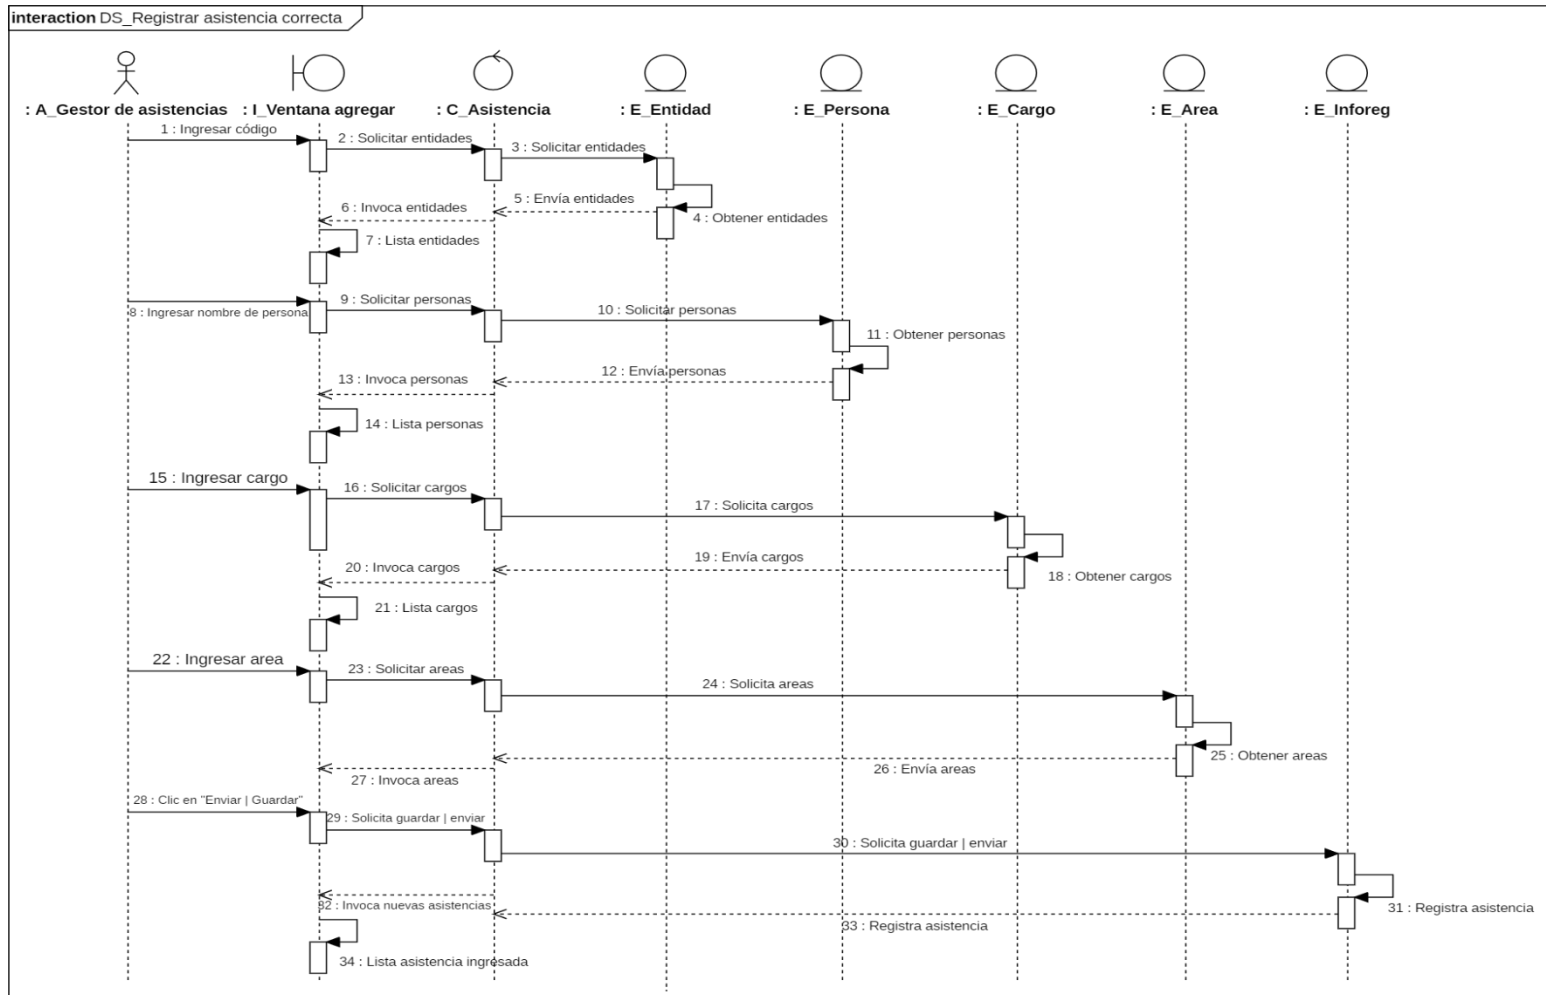 interaction DS_Registrar asistencia correcta
: A_Gestor de asistencias
: I_Ventana agregar
: C_Asistencia
: E_Entidad
: E_Persona
: E_Cargo
: E_Area
: E_Inforeg
1 : Ingresar código
2 : Solicitar entidades
3 : Solicitar entidades
5 : Envía entidades
6 : Invoca entidades
4 : Obtener entidades
7 : Lista entidades
8 : Ingresar nombre de persona
9 : Solicitar personas
10 : Solicitar personas
11 : Obtener personas
12 : Envía personas
13 : Invoca personas
14 : Lista personas
15 : Ingresar cargo
16 : Solicitar cargos
17 : Solicita cargos
19 : Envía cargos
20 : Invoca cargos
18 : Obtener cargos
21 : Lista cargos
22 : Ingresar area
23 : Solicitar areas
24 : Solicita areas
25 : Obtener areas
26 : Envía areas
27 : Invoca areas
28 : Clic en "Enviar | Guardar"
29 : Solicita guardar | enviar
30 : Solicita guardar | enviar
32 : Invoca nuevas asistencias
31 : Registra asistencia
33 : Registra asistencia
34 : Lista asistencia ingresada